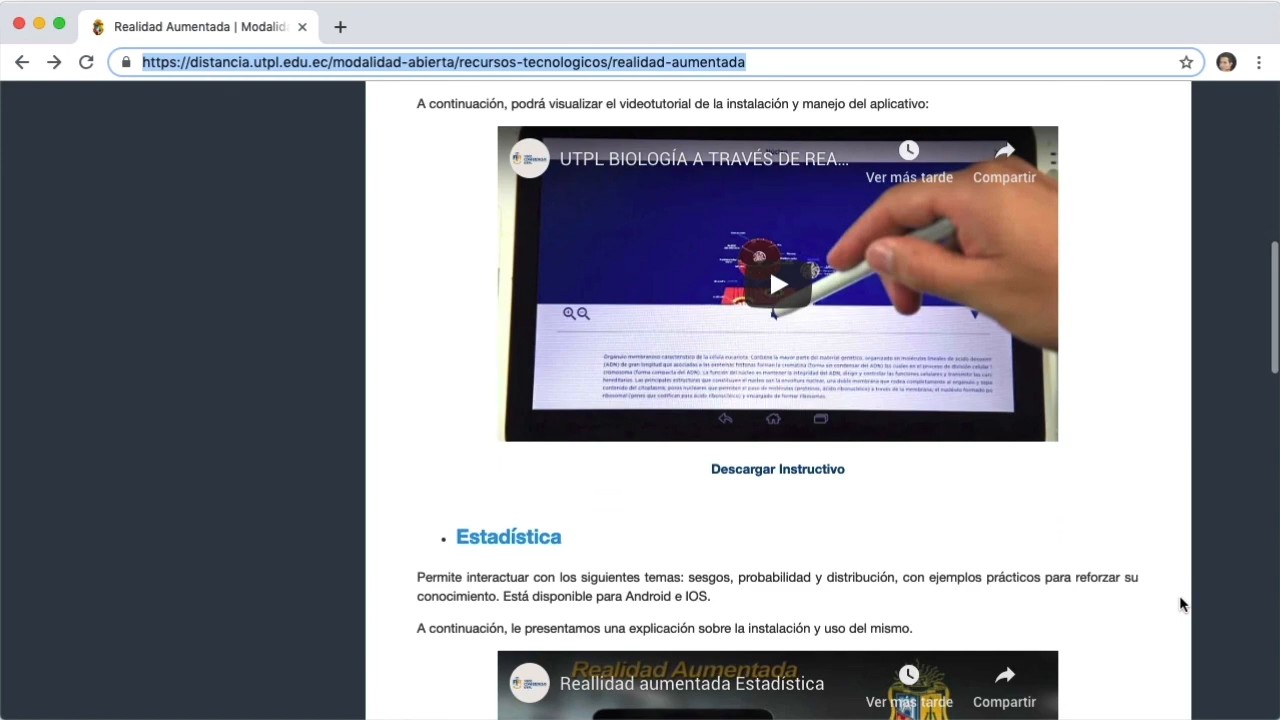 Realidad Aumentada | Modalid
https://distancia.utpl.edu.ec/modalidad-abierta/recursos-tecnologicos/realidad-aumentada
A continuación, podrá visualizar el videotutorial de la instalación y manejo del aplicativo:
UTPL BIOLOGÍA A TRAVÉS DE REA...
Ver más tarde
Compartir
Descargar Instructivo
• Estadística
Permite interactuar con los siguientes temas: sesgos, probabilidad y distribución, con ejemplos prácticos para reforzar su
conocimiento. Está disponible para Android e IOS.
A continuación, le presentamos una explicación sobre la instalación y uso del mismo.
Realidad Aumentada
Reallidad aumentada Estadística
Ver más tarde
Compartir